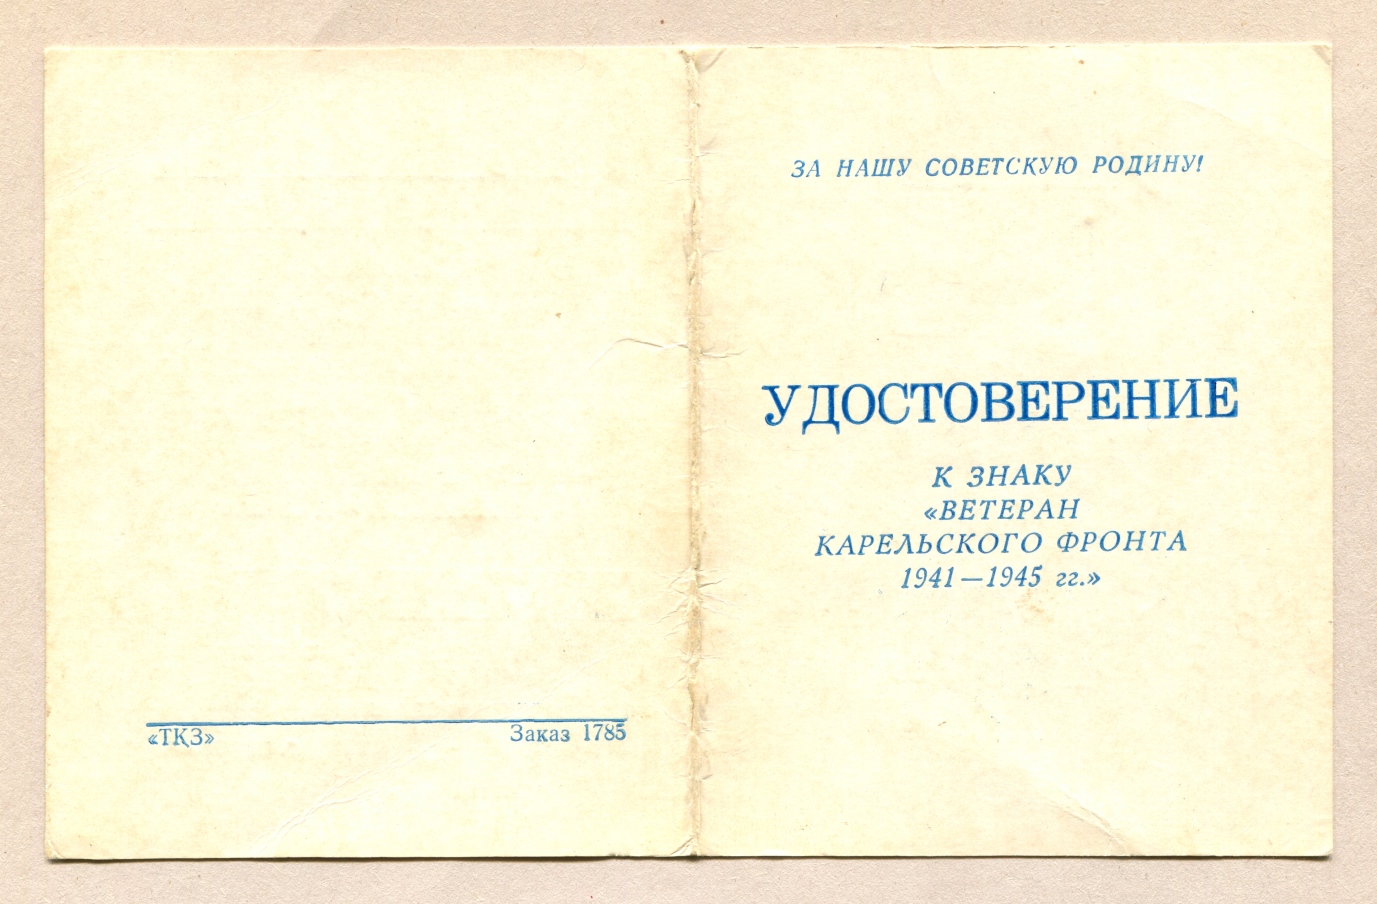 «ТКЗ» Заказ 1785
ЗА НАШУ СОВЕТСКУЮ РОДИНУ!
УДОСТОВЕРЕНИЕ
К ЗНАКУ
«ВЕТЕРАН
КАРЕЛЬСКОГО ФРОНТА
1941—1945 гг.»